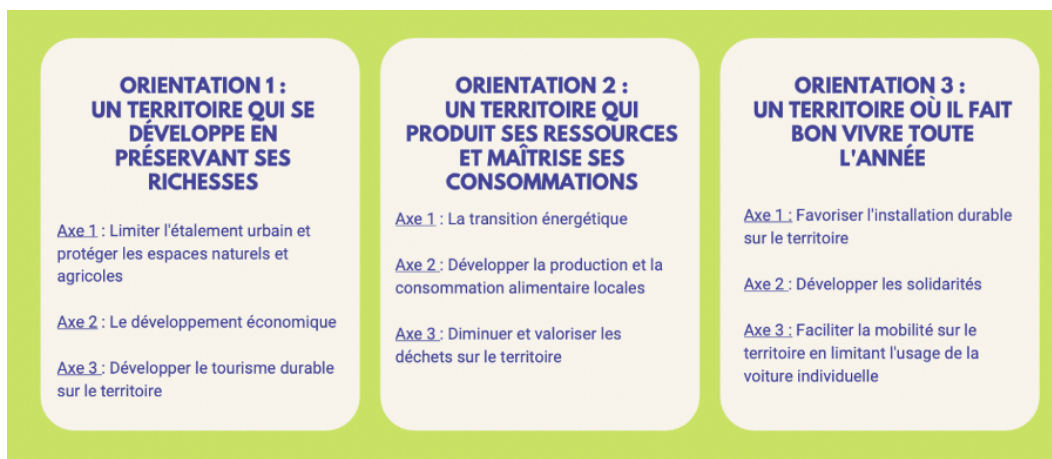 ORIENTATION 1 :
UN TERRITOIRE QUI SE
DÉVELOPPE EN
PRÉSERVANT SES
RICHESSES
Axe 1 : Limiter l'étalement urbain et
protéger les espaces naturels et
agricoles
Axe 2 : Le développement économique
Axe 3 : Développer le tourisme durable
sur le territoire
ORIENTATION 2 :
UN TERRITOIRE QUI
PRODUIT SES RESSOURCES
ET MAÎTRISE SES
CONSOMMATIONS
Axe 1 : La transition énergétique
Axe 2 : Développer la production et la
consommation alimentaire locales
Axe 3 : Diminuer et valoriser les
déchets sur le territoire
ORIENTATION 3 :
UN TERRITOIRE OÙ IL FAIT
BON VIVRE TOUTE
L'ANNÉE
Axe 1 : Favoriser l'installation durable
sur le territoire
Axe 2 : Développer les solidarités
Axe 3 : Faciliter la mobilité sur le
territoire en limitant l'usage de la
voiture individuelle